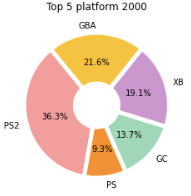 Top 5 platform 2000
GBA
21.6%
XB
19.1%
PS2
36.3%
13.7%
GC
9.3%
PS